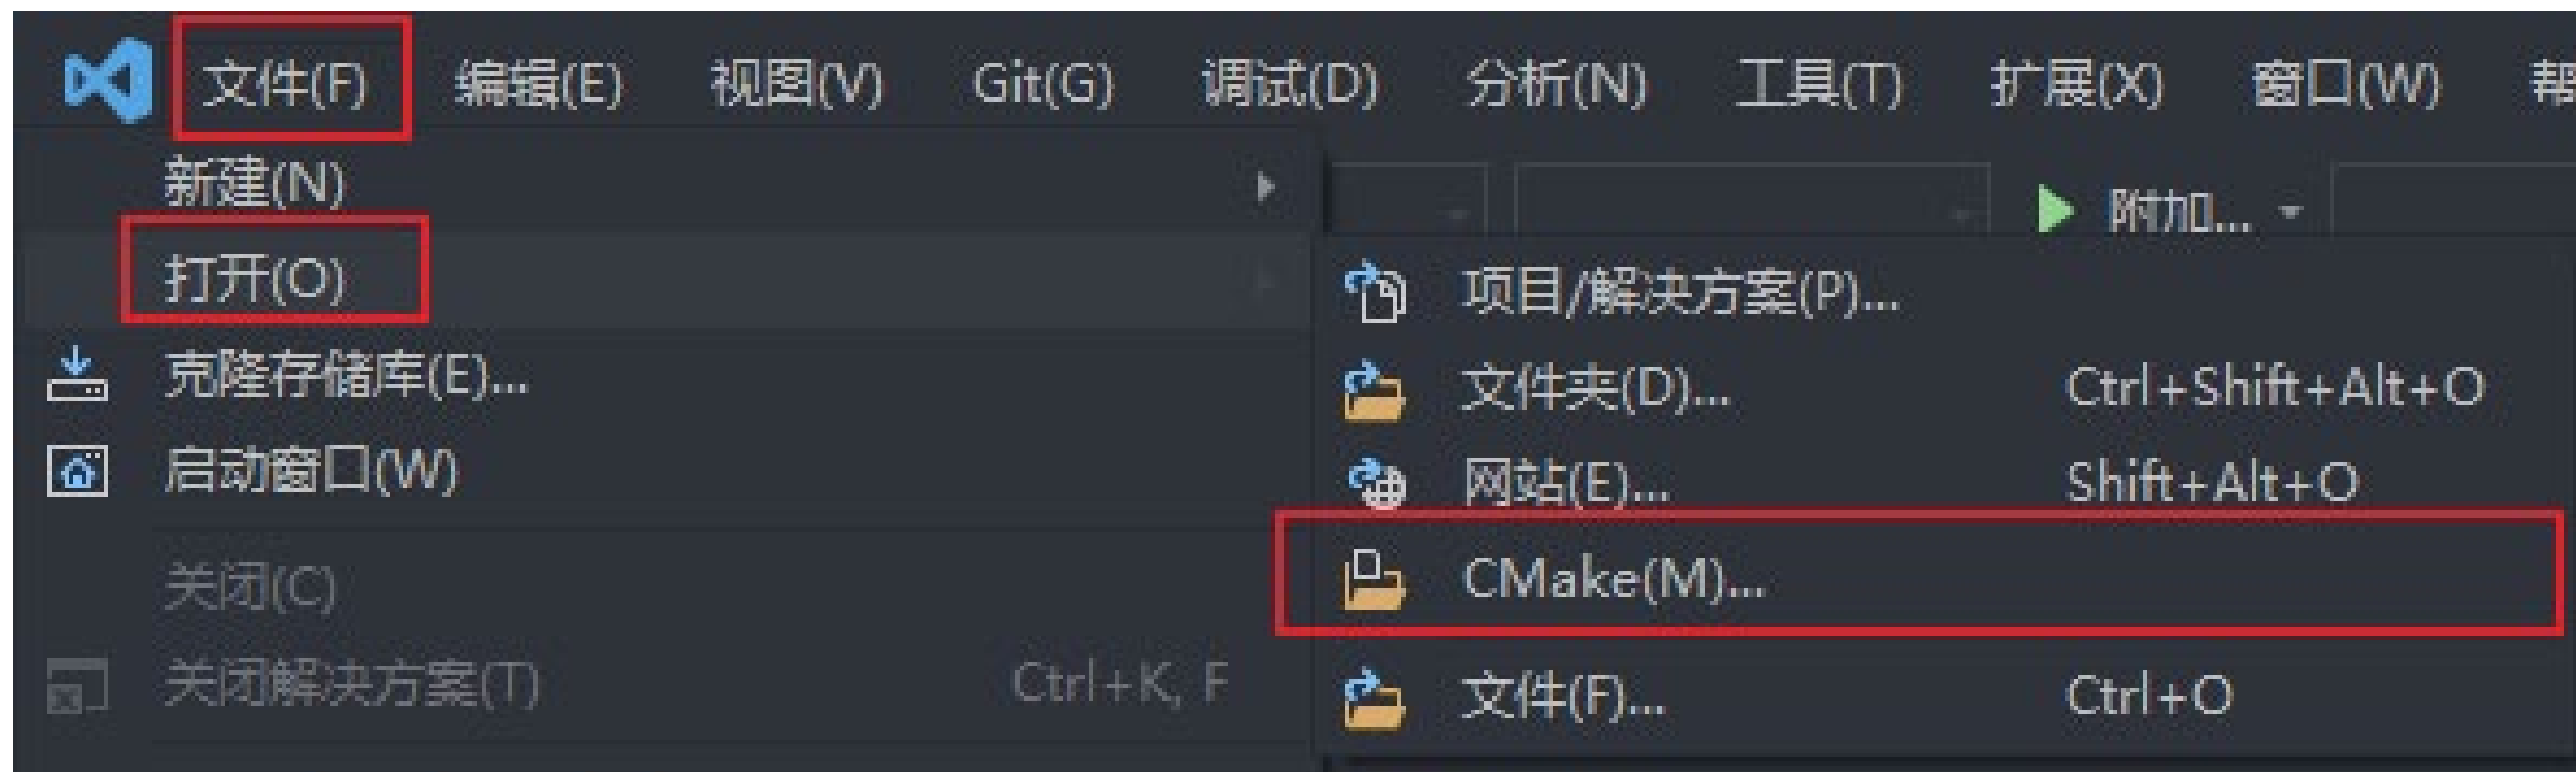 文件(F) 编辑(E) 视图(V) Git(G) 调试(D) 分析(N) 工具(T) 扩展(X) 窗口(W)
新建(N)
附加...
打开(O)
项目/解决方案(P)...
克隆存储库(E)...
文件夹(D)... Ctrl+Shift+Alt+O
启动窗口(W)
网站(E)... Shift+Alt+O
关闭(C)
CMake(M)...
关闭解决方案(T) Ctrl+K, F
文件(F)... Ctrl+O